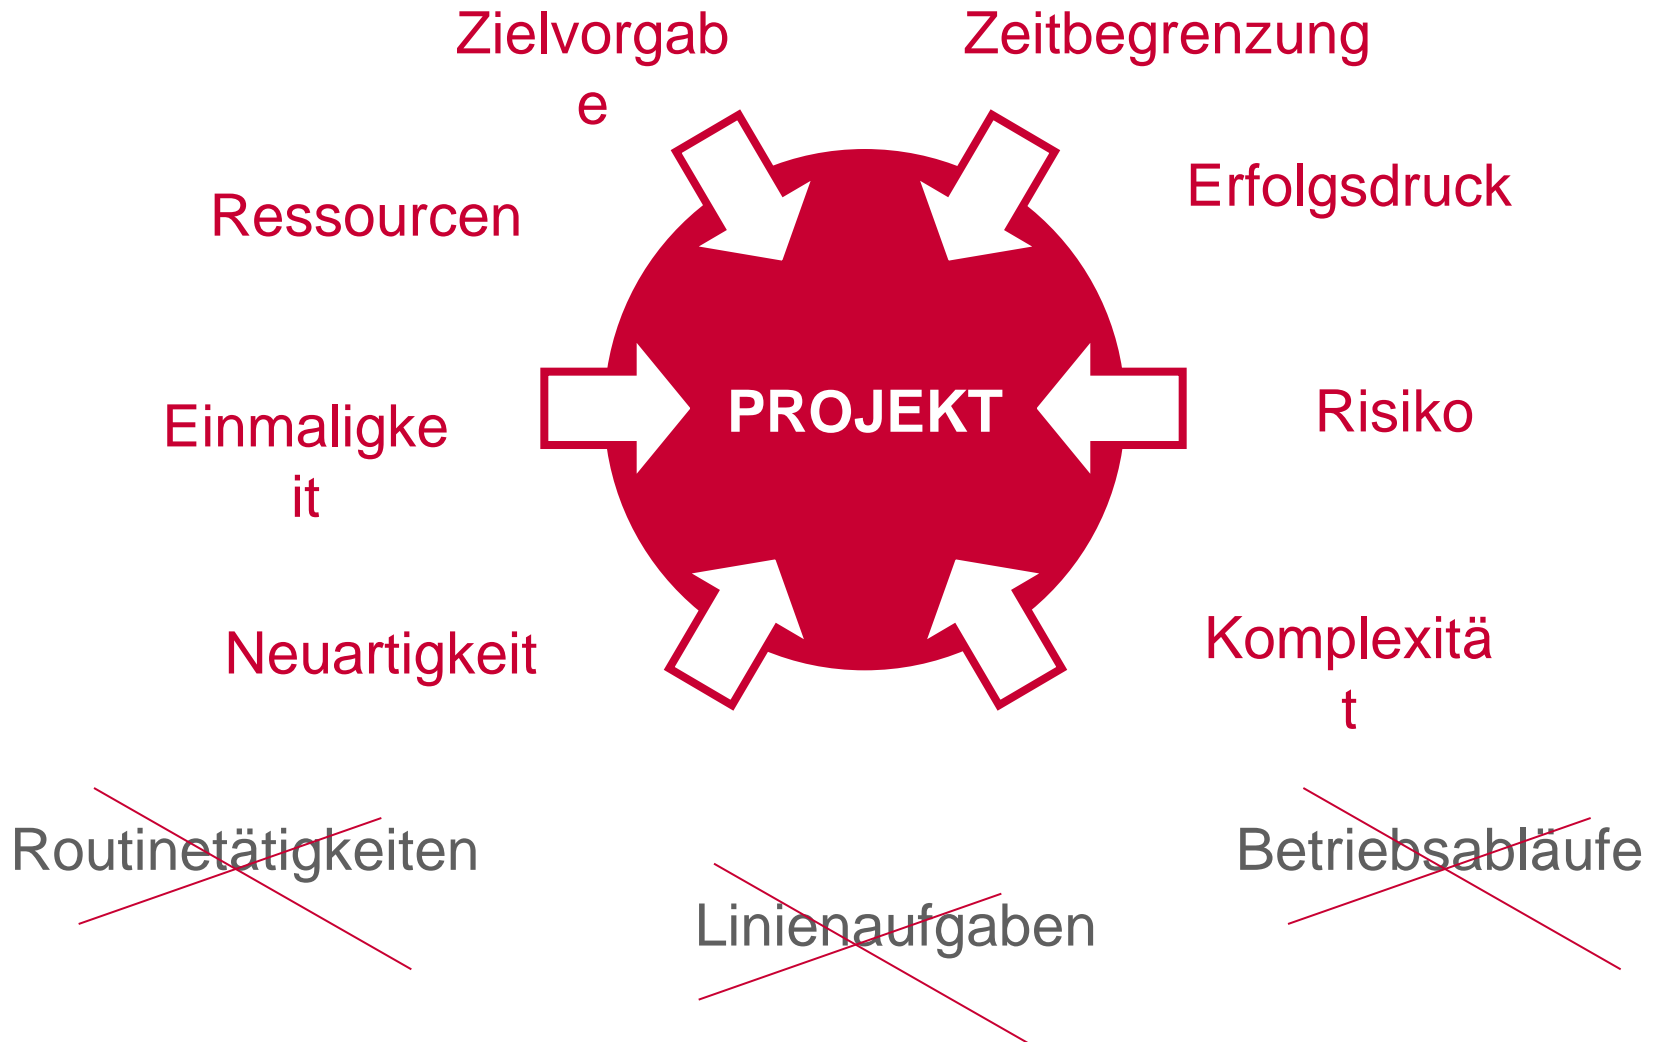 Zielvorgab
e
Zeitbegrenzung
Ressourcen
Erfolgsdruck
Einmaligke
it
PROJEKT
Risiko
Neuartigkeit
Komplexitä
t
Routinetätigkeiten
Linienaufgaben
Betriebsabläufe